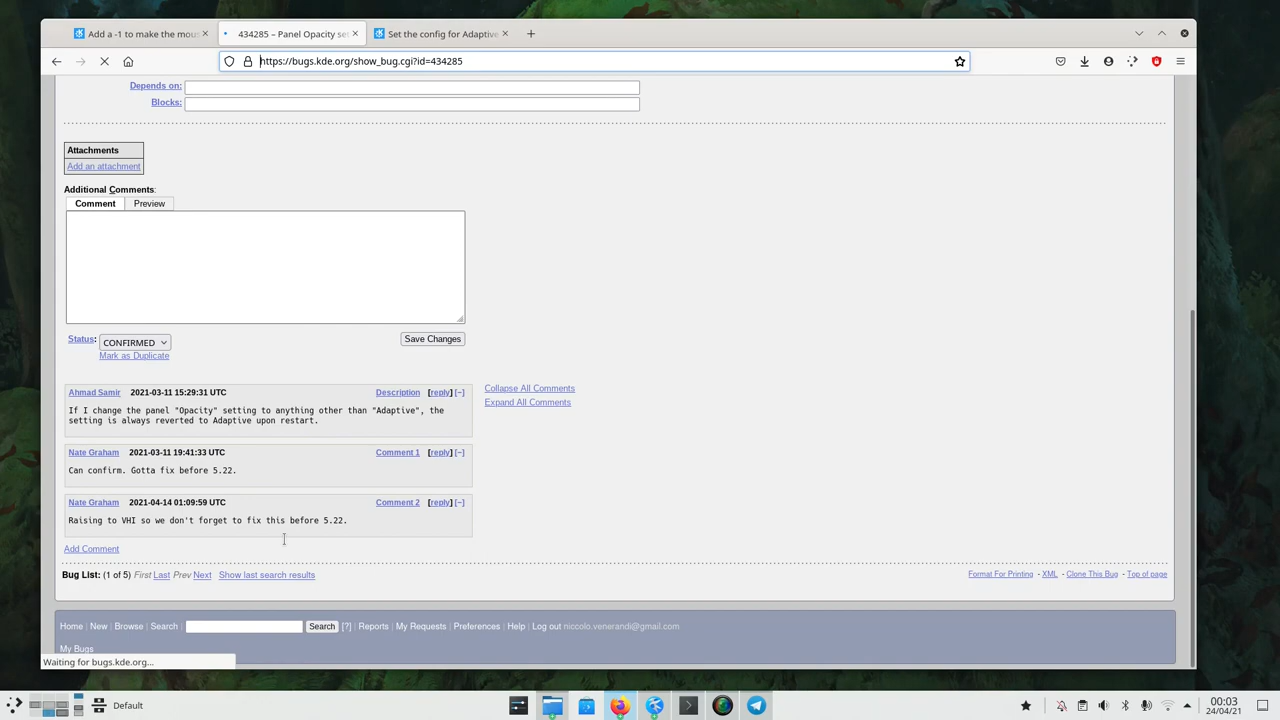 Add a -1 to make the mous
434285 – Panel Opacity se
Set the config for Adaptive
https://bugs.kde.org/show_bug.cgi?id=434285
Depends on:
Blocks:
Attachments
Add an attachment
Additional Comments:
Comment Preview
Status: CONFIRMED Save Changes
Mark as Duplicate
Ahmad Samir 2021-03-11 15:29:31 UTC Description [reply] [−]
If I change the panel "Opacity" setting to anything other than "Adaptive", the
setting is always reverted to Adaptive upon restart.
Collapse All Comments
Expand All Comments
Nate Graham 2021-03-11 19:41:33 UTC Comment 1 [reply] [−]
Can confirm. Gotta fix before 5.22.
Nate Graham 2021-04-14 01:09:59 UTC Comment 2 [reply] [−]
Raising to VHI so we don't forget to fix this before 5.22.
Add Comment
Bug List: (1 of 5) First Last Prev Next Show last search results
Format For Printing - XML - Clone This Bug - Top of page
Home | New | Browse | Search | Search [?] | Reports | My Requests | Preferences | Help | Log out niccolo.venerandi@gmail.com
My Bugs
Waiting for bugs.kde.org...
Default
00:03
24/04/21